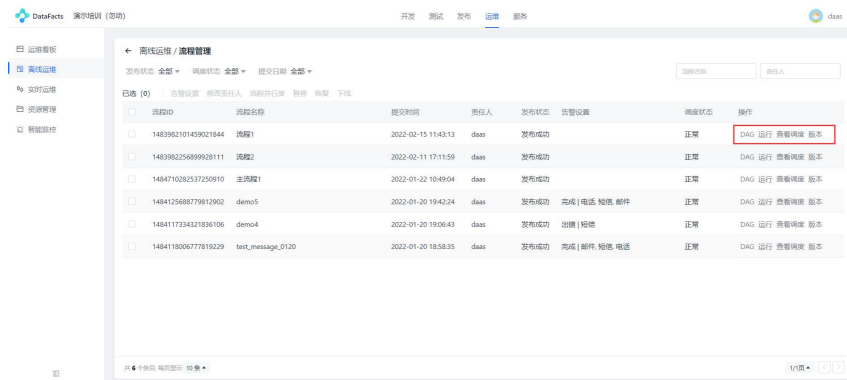 DataFacts 演示培训 (勿动) 开发 测试 发布 运维 服务 daas
运维看板
离线运维
实时运维
资源管理
智能监控
← 离线运维 / 流程管理
发布状态 全部 调度状态 全部 提交日期 全部 流程名称 责任人
已选 (0) 告警设置 修改责任人 流程并行度 暂停 恢复 下线
流程ID 流程名称 提交时间 责任人 发布状态 告警设置 调度状态 操作
1483982101459021844 流程1 2022-02-15 11:43:13 daas 发布成功 正常 DAG 运行 查看调度 版本
1483982256899928111 流程2 2022-02-11 17:11:59 daas 发布成功 正常 DAG 运行 查看调度 版本
1484710282537250910 主流程1 2022-01-22 10:49:04 daas 发布成功 正常 DAG 运行 查看调度 版本
1484125688779812902 demo5 2022-01-20 19:42:24 daas 发布成功 完成 | 电话, 短信, 邮件 正常 DAG 运行 查看调度 版本
1484117334321836106 demo4 2022-01-20 19:06:43 daas 发布成功 出错 | 短信 正常 DAG 运行 查看调度 版本
1484118006777819229 test_message_0120 2022-01-20 18:58:35 daas 发布成功 完成 | 邮件, 短信, 电话 正常 DAG 运行 查看调度 版本
共 6 个条目, 每页显示 10 条 1/1页